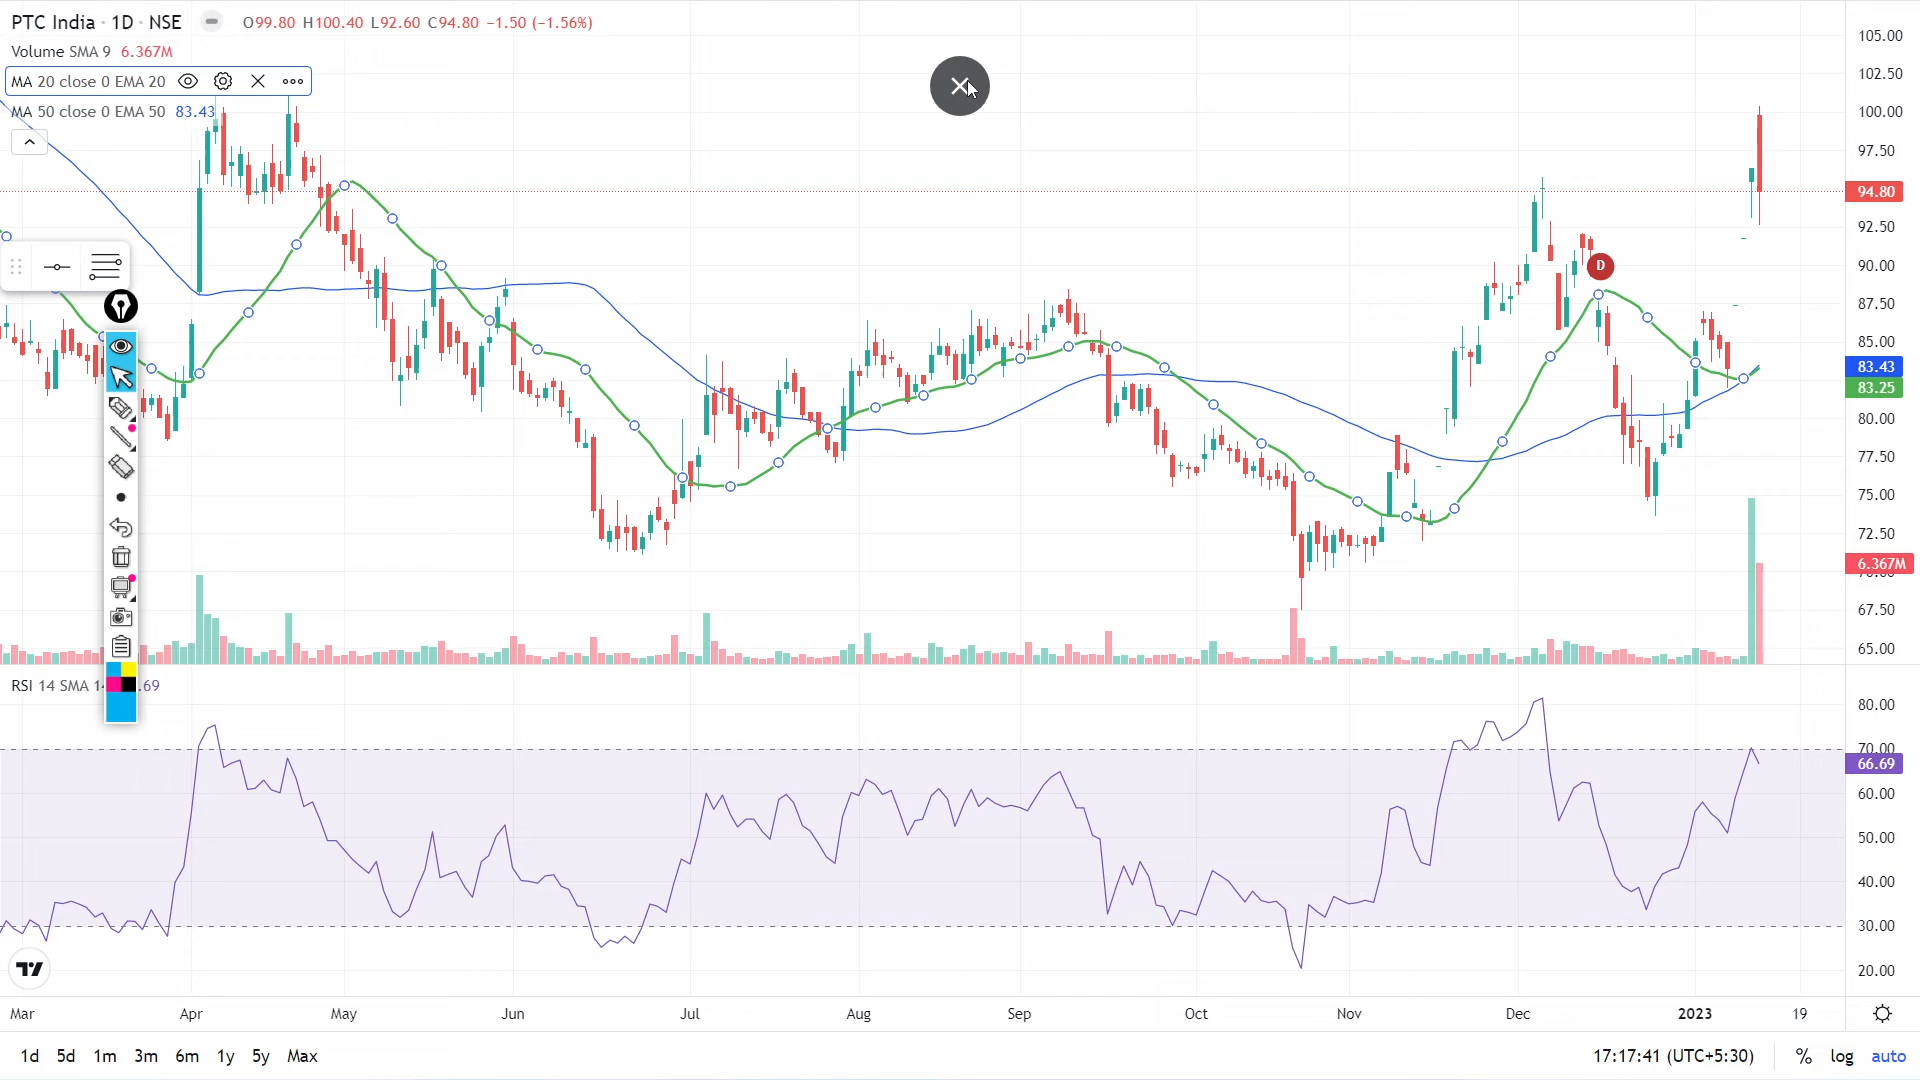 PTC India · 1D · NSE O99.80 H100.40 L92.60 C94.80 −1.50 (−1.56%)
Volume SMA 9 6.367M
MA 20 close 0 EMA 20
MA 50 close 0 EMA 50 83.43
105.00
102.50
100.00
97.50
94.80
92.50
90.00
D
87.50
85.00
83.43
83.25
80.00
77.50
75.00
72.50
6.367M
67.50
65.00
RSI 14 SMA .69
80.00
70.00
66.69
60.00
50.00
40.00
30.00
20.00
Mar Apr May Jun Jul Aug Sep Oct Nov Dec 2023 19
1d 5d 1m 3m 6m 1y 5y Max 17:17:41 (UTC+5:30) % log auto